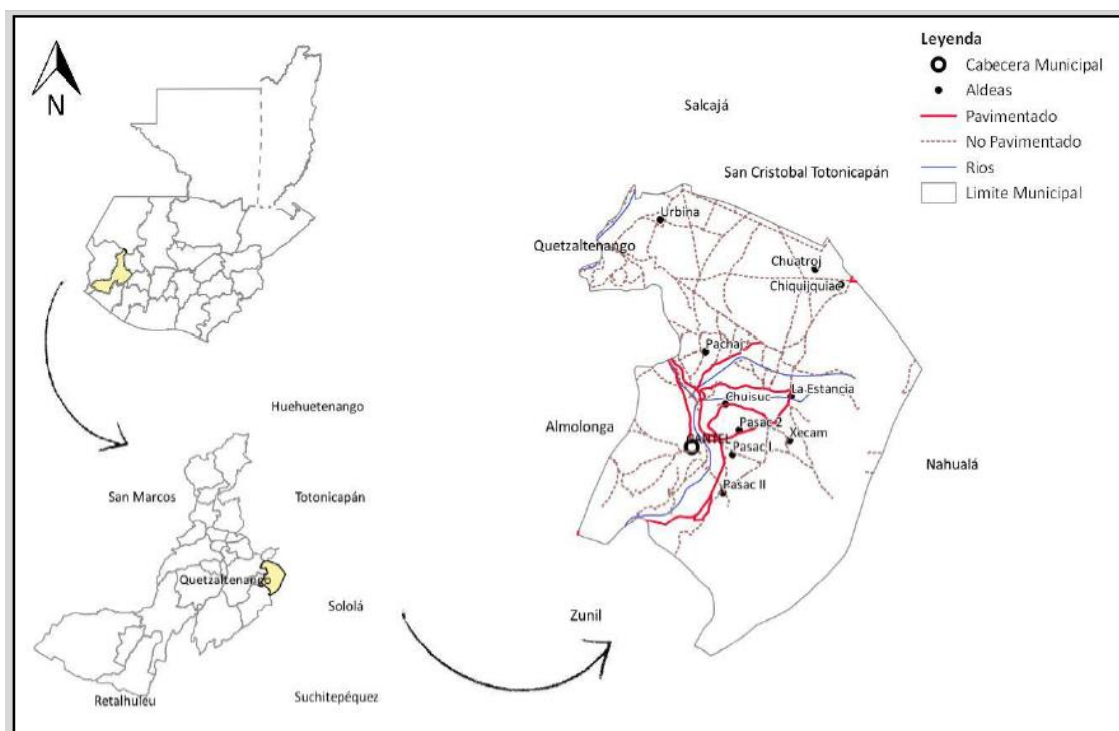 N
Leyenda
Cabecera Municipal
Aldeas
Pavimentado
No Pavimentado
Rios
Limite Municipal
Salcajá
San Cristobal Totonicapán
Urbina
Quetzaltenango
Chuatroj
Chiquijquiac
Pachaj
La Estancia
Chuisuc
Almolonga
Pasac 2
CANTEL
Xecam
Pasac I
Nahualá
Pasac II
Zunil
Huehuetenango
San Marcos
Totonicapán
Quetzaltenango
Sololá
Retalhuleu
Suchitepéquez